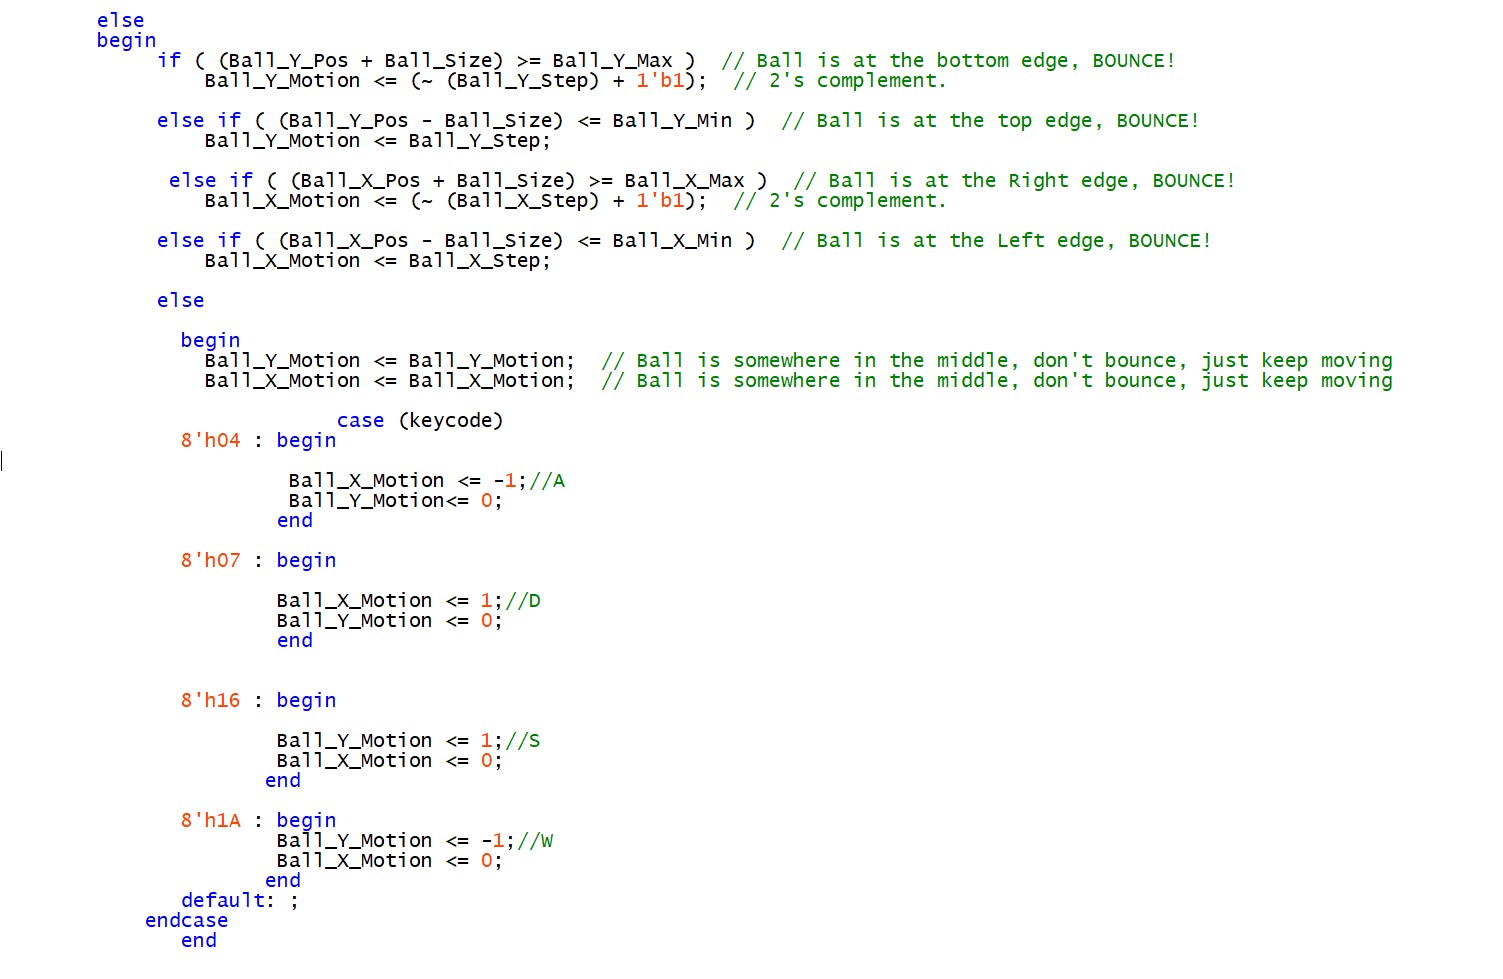 else
begin
if ( (Ball_Y_Pos + Ball_Size) >= Ball_Y_Max )  // Ball is at the bottom edge, BOUNCE!
Ball_Y_Motion <= (~ (Ball_Y_Step) + 1'b1);  // 2's complement.
else if ( (Ball_Y_Pos - Ball_Size) <= Ball_Y_Min )  // Ball is at the top edge, BOUNCE!
Ball_Y_Motion <= Ball_Y_Step;
else if ( (Ball_X_Pos + Ball_Size) >= Ball_X_Max )  // Ball is at the Right edge, BOUNCE!
Ball_X_Motion <= (~ (Ball_X_Step) + 1'b1);  // 2's complement.
else if ( (Ball_X_Pos - Ball_Size) <= Ball_X_Min )  // Ball is at the Left edge, BOUNCE!
Ball_X_Motion <= Ball_X_Step;
else
begin
Ball_Y_Motion <= Ball_Y_Motion;  // Ball is somewhere in the middle, don't bounce, just keep moving
Ball_X_Motion <= Ball_X_Motion;  // Ball is somewhere in the middle, don't bounce, just keep moving
case (keycode)
8'h04 : begin
Ball_X_Motion <= -1;//A
Ball_Y_Motion<= 0;
end
8'h07 : begin
Ball_X_Motion <= 1;//D
Ball_Y_Motion <= 0;
end
8'h16 : begin
Ball_Y_Motion <= 1;//S
Ball_X_Motion <= 0;
end
8'h1A : begin
Ball_Y_Motion <= -1;//W
Ball_X_Motion <= 0;
end
default: ;
endcase
end